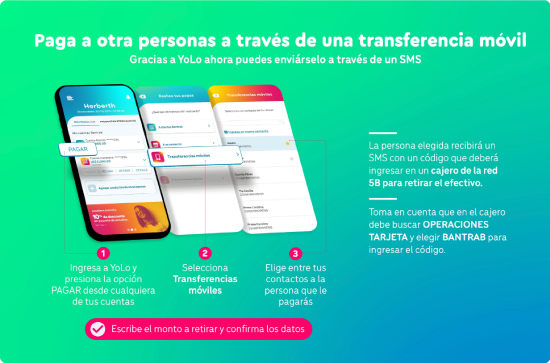 Paga a otra personas a través de una transferencia móvil
Gracias a YoLo ahora puedes enviárselo a través de un SMS
Harberth
PAGAR
Transferencias móviles
Transferencias móviles
10%
La persona elegida recibirá un
SMS con un código que deberá
ingresar en un cajero de la red
5B para retirar el efectivo.
Toma en cuenta que en el cajero
debe buscar OPERACIONES
TARJETA y elegir BANTRAB para
ingresar el código.
1
Ingresa a YoLo y
presiona la opción
PAGAR desde cualquiera
de tus cuentas
2
Selecciona
Transferencias
móviles
3
Elige entre tus
contactos a la
persona que le
pagarás
Escribe el monto a retirar y confirma los datos